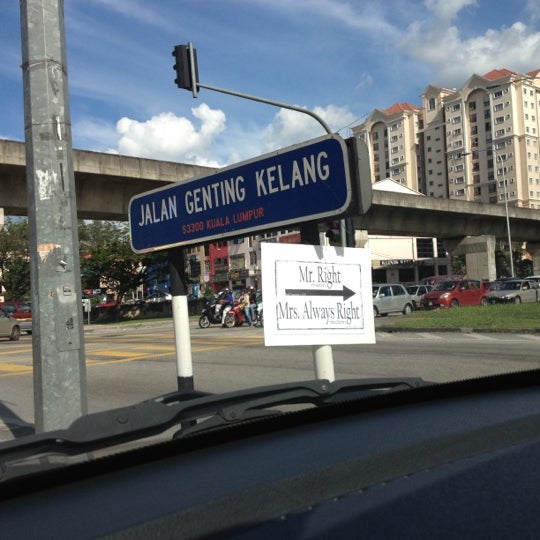 JALAN GENTING KELANG
53300 KUALA LUMPUR
Mr. Right
Mrs. Always Right